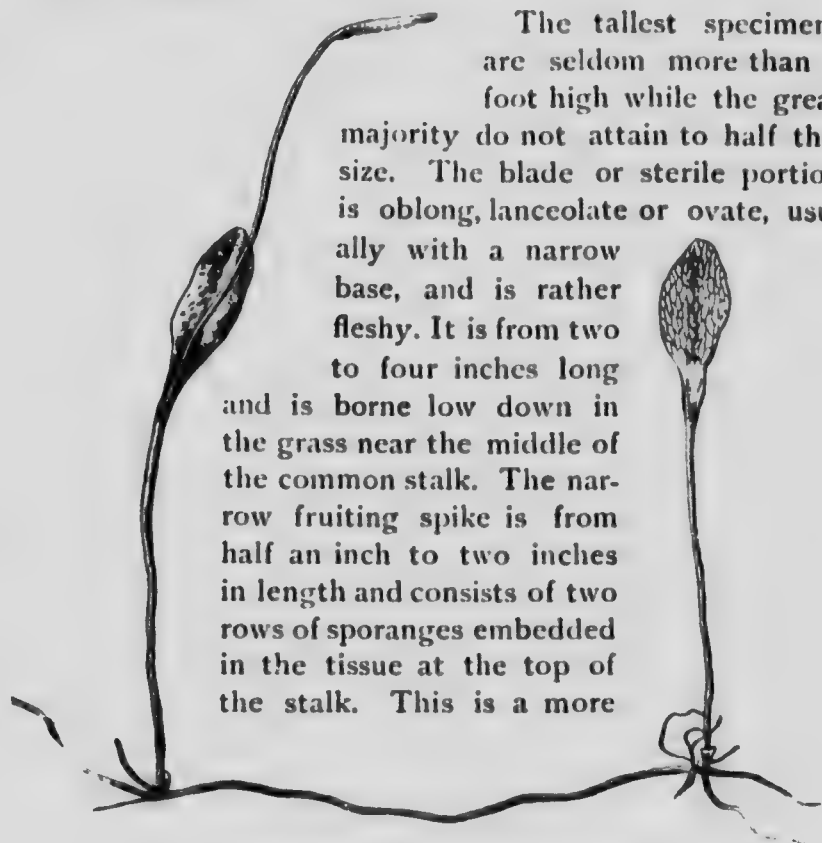 The tallest specimen
are seldom more than
foot high while the grea
majority do not attain to half th
size. The blade or sterile portio
is oblong, lanceolate or ovate, usu
ally with a narrow
base, and is rather
fleshy. It is from two
to four inches long
and is borne low down in
the grass near the middle of
the common stalk. The nar-
row fruiting spike is from
half an inch to two inches
in length and consists of two
rows of sporanges embedded
in the tissue at the top of
the stalk. This is a more